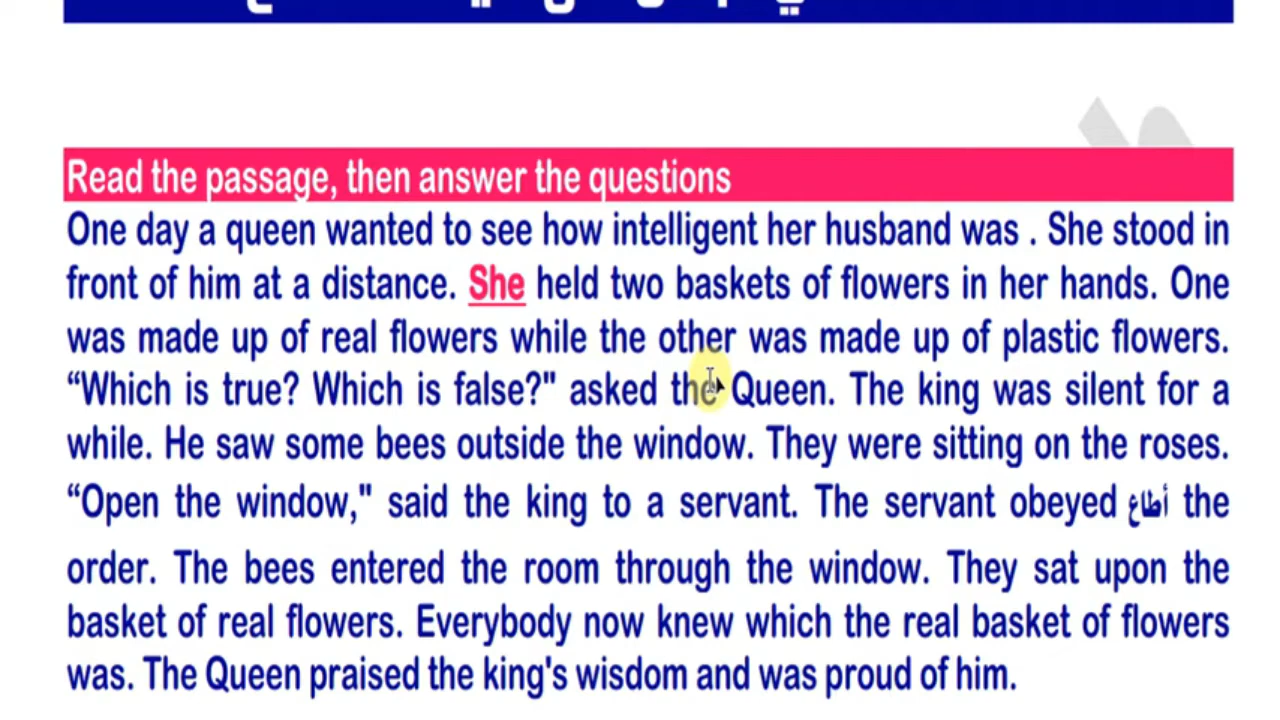 Read the passage, then answer the questions
One day a queen wanted to see how intelligent her husband was . She stood in
front of him at a distance. She held two baskets of flowers in her hands. One
was made up of real flowers while the other was made up of plastic flowers.
“Which is true? Which is false?" asked the Queen. The king was silent for a
while. He saw some bees outside the window. They were sitting on the roses.
“Open the window," said the king to a servant. The servant obeyed أطاع the
order. The bees entered the room through the window. They sat upon the
basket of real flowers. Everybody now knew which the real basket of flowers
was. The Queen praised the king's wisdom and was proud of him.